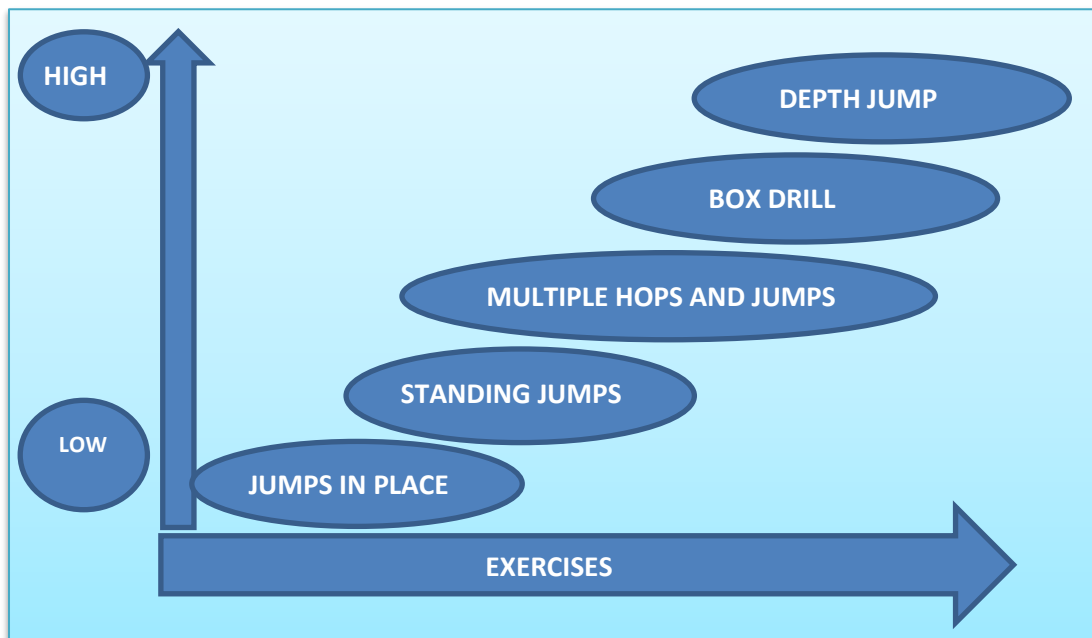 HIGH
DEPTH JUMP
BOX DRILL
MULTIPLE HOPS AND JUMPS
STANDING JUMPS
LOW
JUMPS IN PLACE
EXERCISES